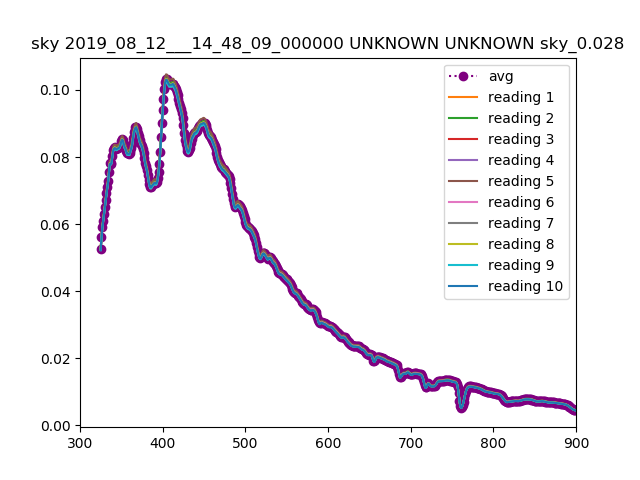 sky 2019_08_12___14_48_09_000000 UNKNOWN UNKNOWN sky_0.028
avg
reading 1
reading 2
reading 3
reading 4
reading 5
reading 6
reading 7
reading 8
reading 9
reading 10
0.10
0.08
0.06
0.04
0.02
0.00
300 400 500 600 700 800 900